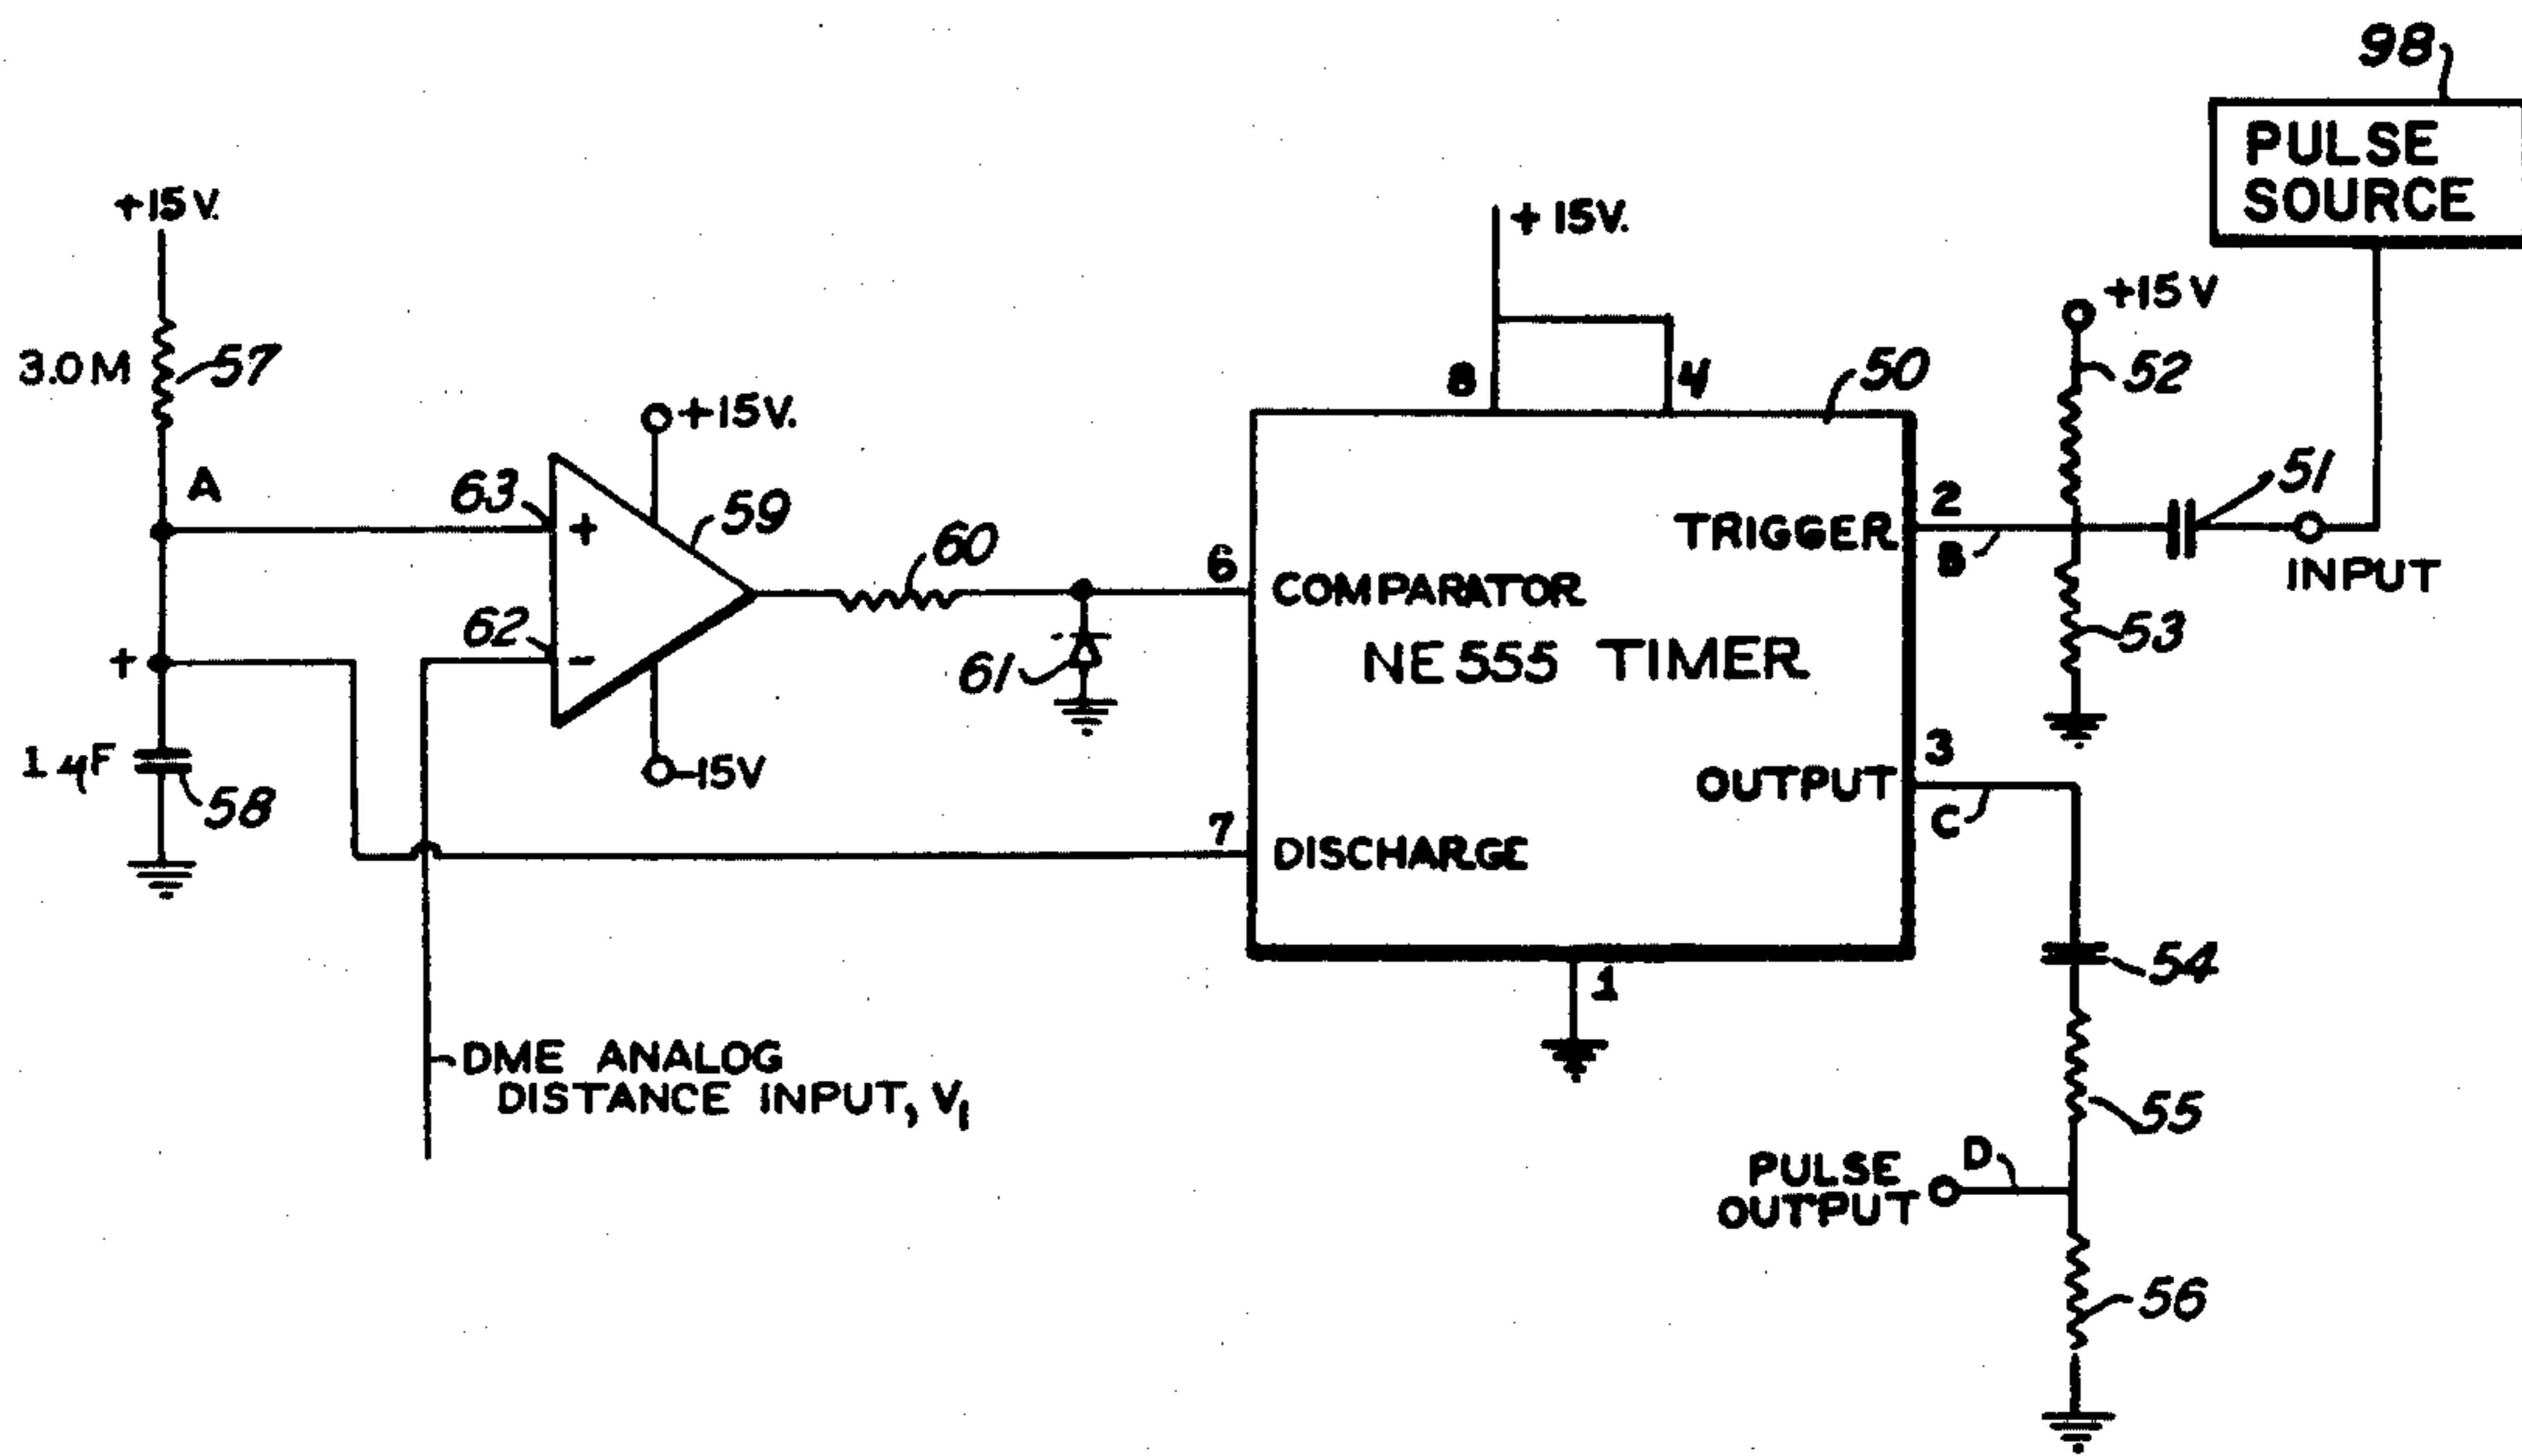 98
PULSE
SOURCE
+15V.
+15V.
+15V
3.0M
57
8
4
50
52
+15V.
A
63
+
59
60
6
COMPARATOR
TRIGGER
2
B
51
INPUT
62
-
61
NE555 TIMER
53
+
1 μF
58
-15V
7
DISCHARGE
OUTPUT
3
C
1
54
DME ANALOG
DISTANCE INPUT, V1
55
PULSE
OUTPUT
D
56